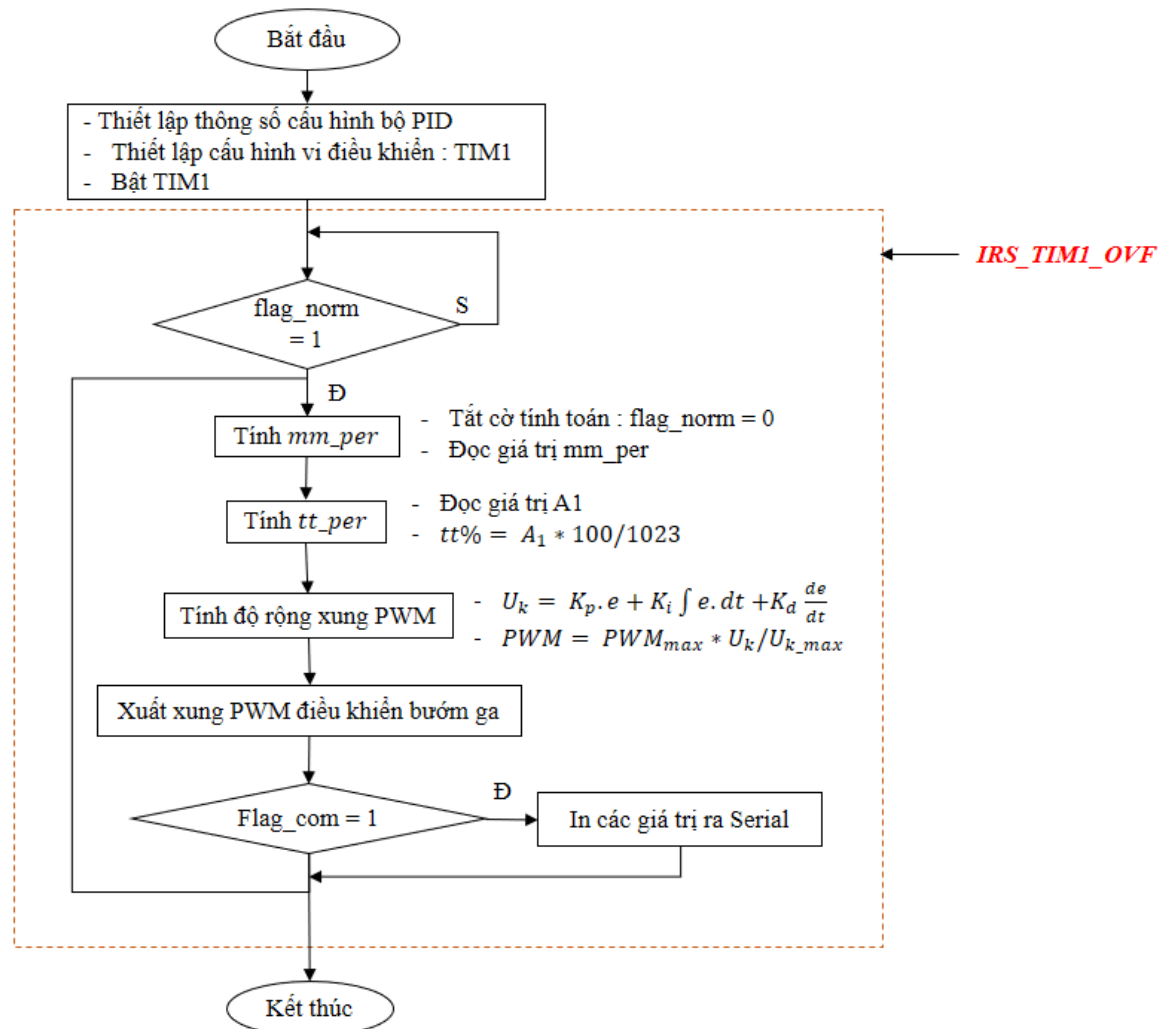 Bắt đầu
- Thiết lập thông số cấu hình bộ PID
- Thiết lập cấu hình vi điều khiển : TIM1
- Bật TIM1
IRS_TIM1_OVF
flag_norm
= 1
S
Đ
Tính mm_per
- Tắt cờ tính toán : flag_norm = 0
- Đọc giá trị mm_per
Tính tt_per
- Đọc giá trị A1
- tt% = A₁ * 100/1023
Tính độ rộng xung PWM
- Uₖ = Kₚ. e + Kᵢ ∫ e. dt +K_d de/dt
- PWM = PWM_max * Uₖ/U_k_max
Xuất xung PWM điều khiển bướm ga
Flag_com = 1
Đ
In các giá trị ra Serial
Kết thúc